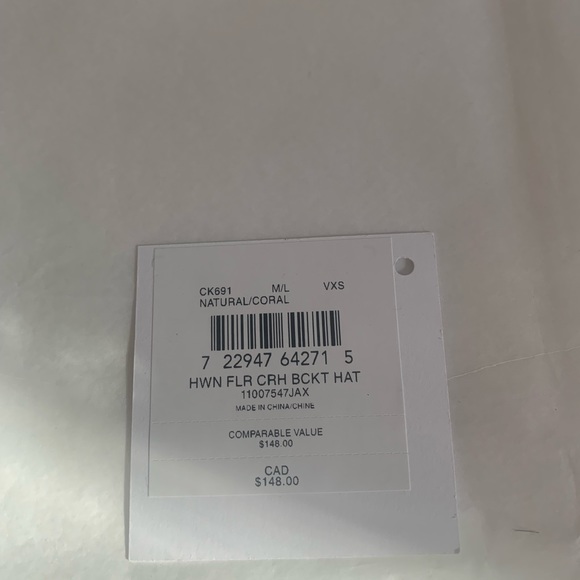 CK691 M/L VXS
NATURAL/CORAL
7 22947 64271 5
HWN FLR CRH BCKT HAT
11007547JAX
MADE IN CHINA/CHINE
COMPARABLE VALUE
$148.00
CAD
$148.00